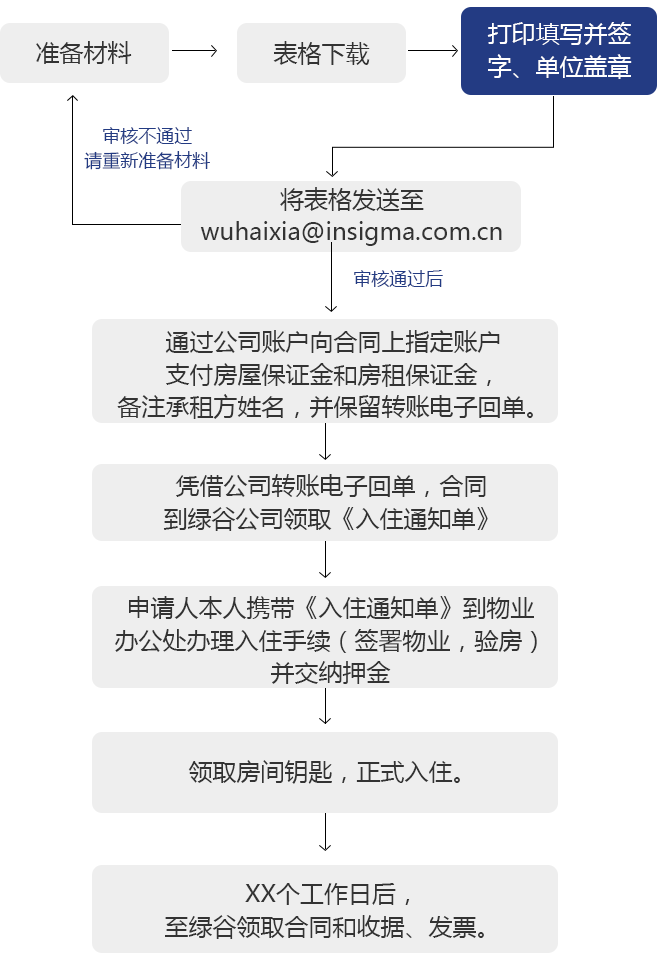 准备材料
表格下载
打印填写并签
字、单位盖章
审核不通过
请重新准备材料
将表格发送至
wuhaixia@insigma.com.cn
审核通过后
通过公司账户向合同上指定账户
支付房屋保证金和房租保证金，
备注承租方姓名，并保留转账电子回单。
凭借公司转账电子回单，合同
到绿谷公司领取《入住通知单》
申请人本人携带《入住通知单》到物业
办公处办理入住手续（签署物业，验房）
并交纳押金
领取房间钥匙，正式入住。
XX个工作日后，
至绿谷领取合同和收据、发票。